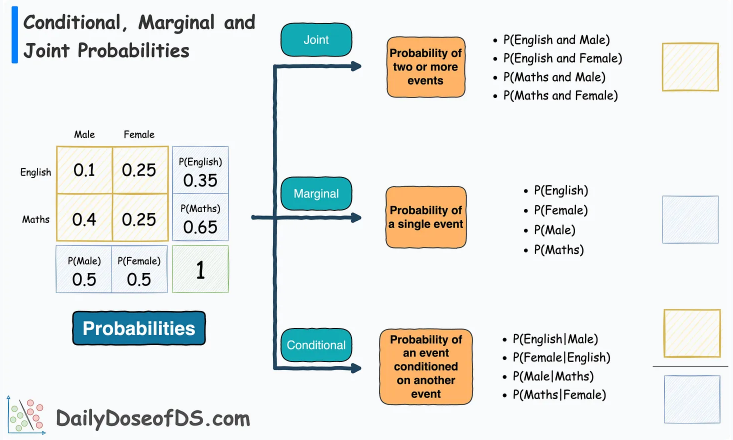 Conditional, Marginal and
Joint Probabilities
Male Female
English 0.1 0.25 P(English)
0.35
Maths 0.4 0.25 P(Maths)
0.65
P(Male) P(Female)
0.5 0.5 1
Probabilities
Joint
Probability of
two or more
events
• P(English and Male)
• P(English and Female)
• P(Maths and Male)
• P(Maths and Female)
Marginal
Probability of
a single event
• P(English)
• P(Female)
• P(Male)
• P(Maths)
Conditional
Probability of
an event
conditioned
on another
event
• P(English|Male)
• P(Female|English)
• P(Male|Maths)
• P(Maths|Female)
DailyDoseofDS.com